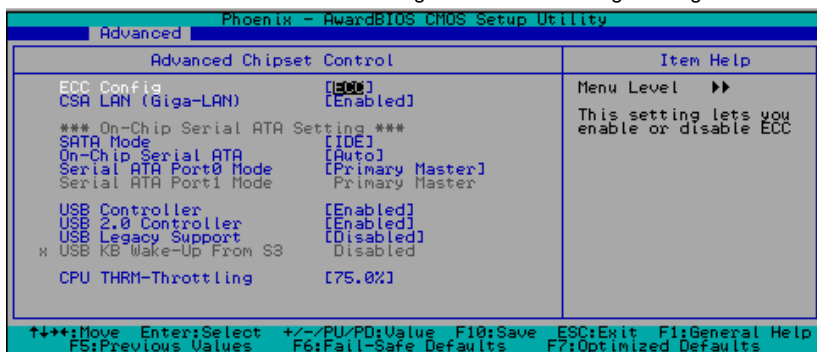 Phoenix - AwardBIOS CMOS Setup Utility
Advanced
Advanced Chipset Control
Item Help
ECC Config [ECC]
CSA LAN (Giga-LAN) [Enabled]
*** On-Chip Serial ATA Setting ***
SATA Mode [IDE]
On-Chip Serial ATA [Auto]
Serial ATA Port0 Mode [Primary Master]
Serial ATA Port1 Mode Primary Master
USB Controller [Enabled]
USB 2.0 Controller [Enabled]
USB Legacy Support [Disabled]
x USB KB Wake-Up From S3 Disabled
CPU THRM-Throttling [75.0%]
Menu Level ▶▶
This setting lets you
enable or disable ECC
↑↓→←:Move Enter:Select +/-/PU/PD:Value F10:Save ESC:Exit F1:General Help
F5:Previous Values F6:Fail-Safe Defaults F7:Optimized Defaults